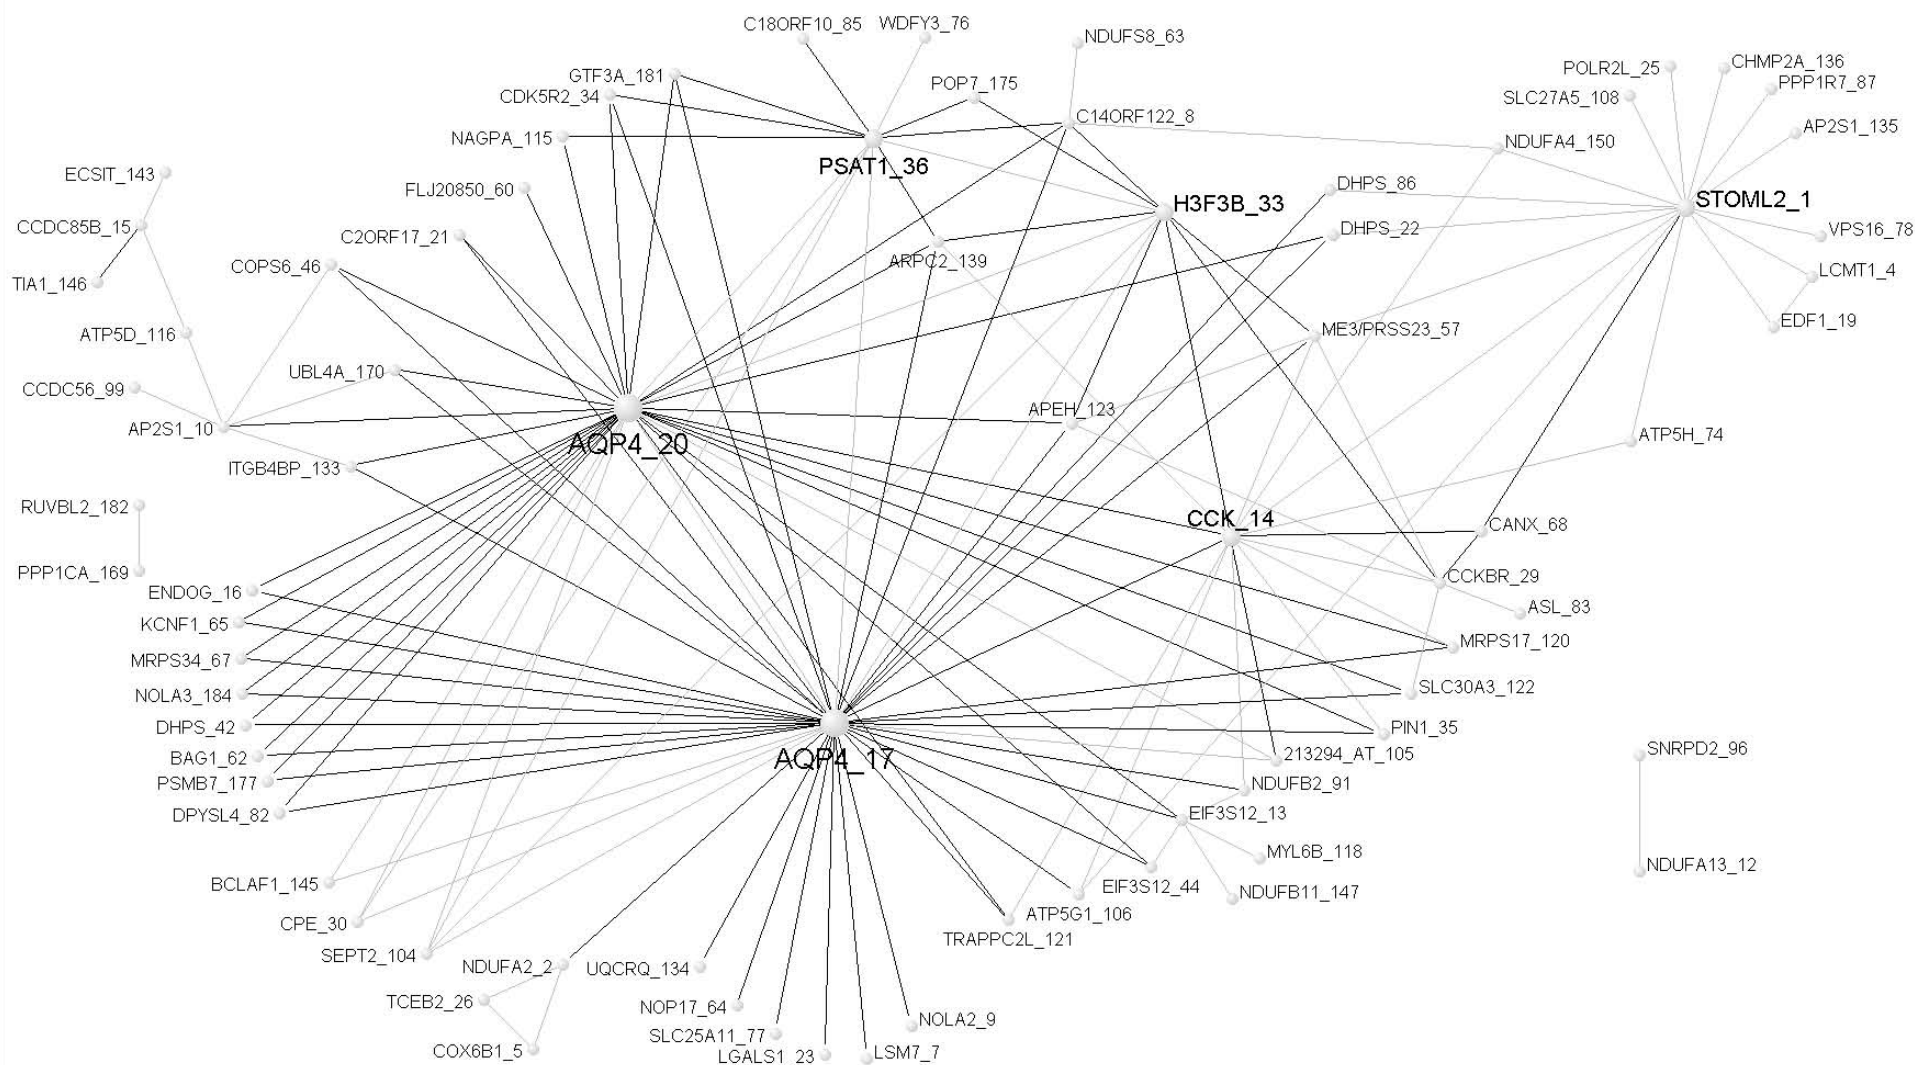 C18ORF10_85
WDFY3_76
NDUFS8_63
GTF3A_181
POP7_175
POLR2L_25
CHMP2A_136
CDK5R2_34
SLC27A5_108
PPP1R7_87
NAGPA_115
C14ORF122_8
NDUFA4_150
AP2S1_135
PSAT1_36
ECSIT_143
FLJ20850_60
DHPS_86
H3F3B_33
STOML2_1
CCDC85B_15
C2ORF17_21
DHPS_22
VPS16_78
COPS6_46
ARPC2_139
LCMT1_4
TIA1_146
EDF1_19
ATP5D_116
ME3/PRSS23_57
UBL4A_170
CCDC56_99
APEH_123
AP2S1_10
AQP4_20
ATP5H_74
ITGB4BP_133
RUVBL2_182
CCK_14
CANX_68
PPP1CA_169
CCKBR_29
ENDOG_16
ASL_83
KCNF1_65
MRPS17_120
MRPS34_67
SLC30A3_122
NOLA3_184
DHPS_42
PIN1_35
BAG1_62
AQP4_17
213294_AT_105
SNRPD2_96
PSMB7_177
NDUFB2_91
DPYSL4_82
EIF3S12_13
MYL6B_118
NDUFA13_12
BCLAF1_145
EIF3S12_44
NDUFB11_147
CPE_30
ATP5G1_106
TRAPPC2L_121
SEPT2_104
NDUFA2_2
UQCRQ_134
TCEB2_26
NOP17_64
NOLA2_9
SLC25A11_77
COX6B1_5
LGALS1_23
LSM7_7